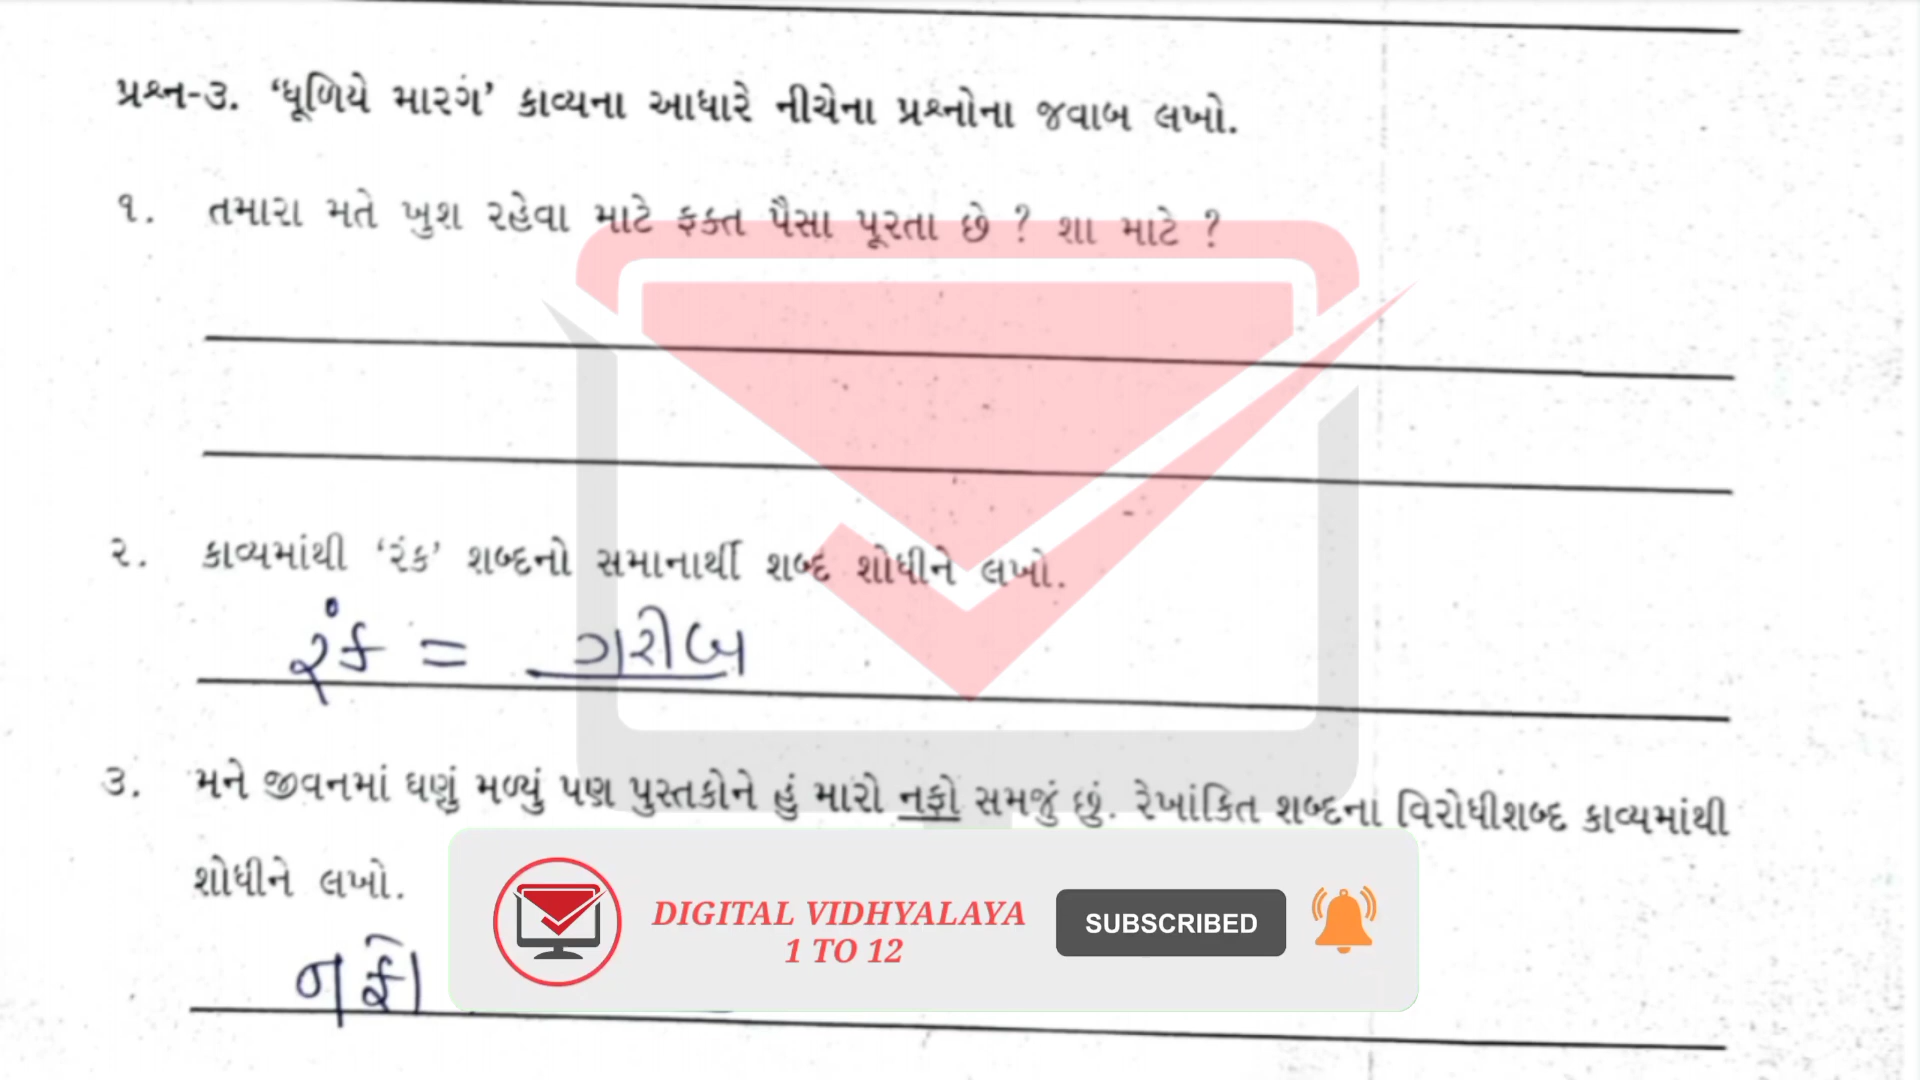 પ્રશ્ન-૩. ‘ધૂળિયે મારગ’ કાવ્યના આધારે નીચેના પ્રશ્નોના જવાબ લખો.
૧. તમારા મતે ખુશ રહેવા માટે ફક્ત પૈસા પૂરતા છે ? શા માટે ?
૨. કાવ્યમાંથી ‘રંક’ શબ્દનો સમાનાર્થી શબ્દ શોધીને લખો.
રંક = ગરીબ
૩. મને જીવનમાં ઘણું મળ્યું પણ પુસ્તકોને હું મારો નફો સમજું છું. રેખાંકિત શબ્દના વિરોધીશબ્દ કાવ્યમાંથી
શોધીને લખો.
નફો
DIGITAL VIDHYALAYA
1 TO 12
SUBSCRIBED